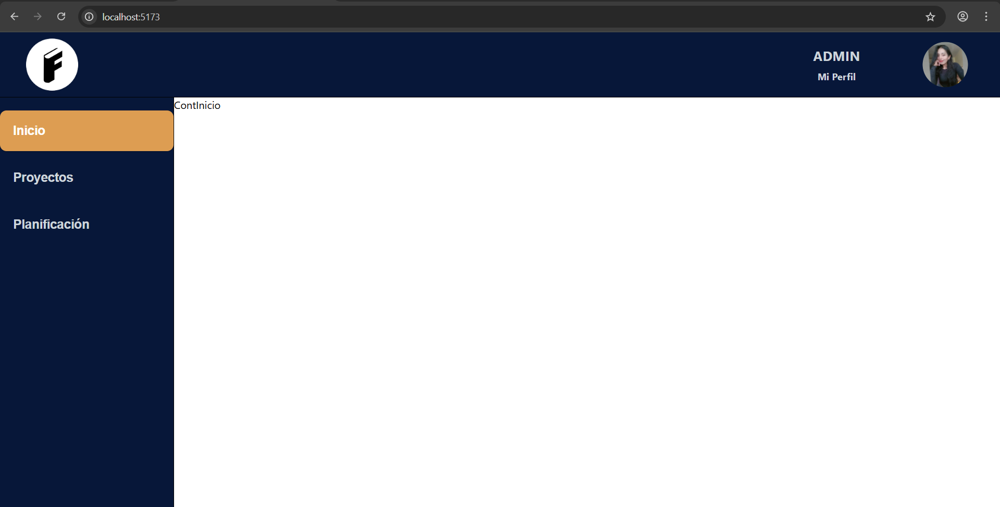 localhost:5173
F
ADMIN
Mi Perfil
Inicio
Proyectos
Planificación
ContInicio